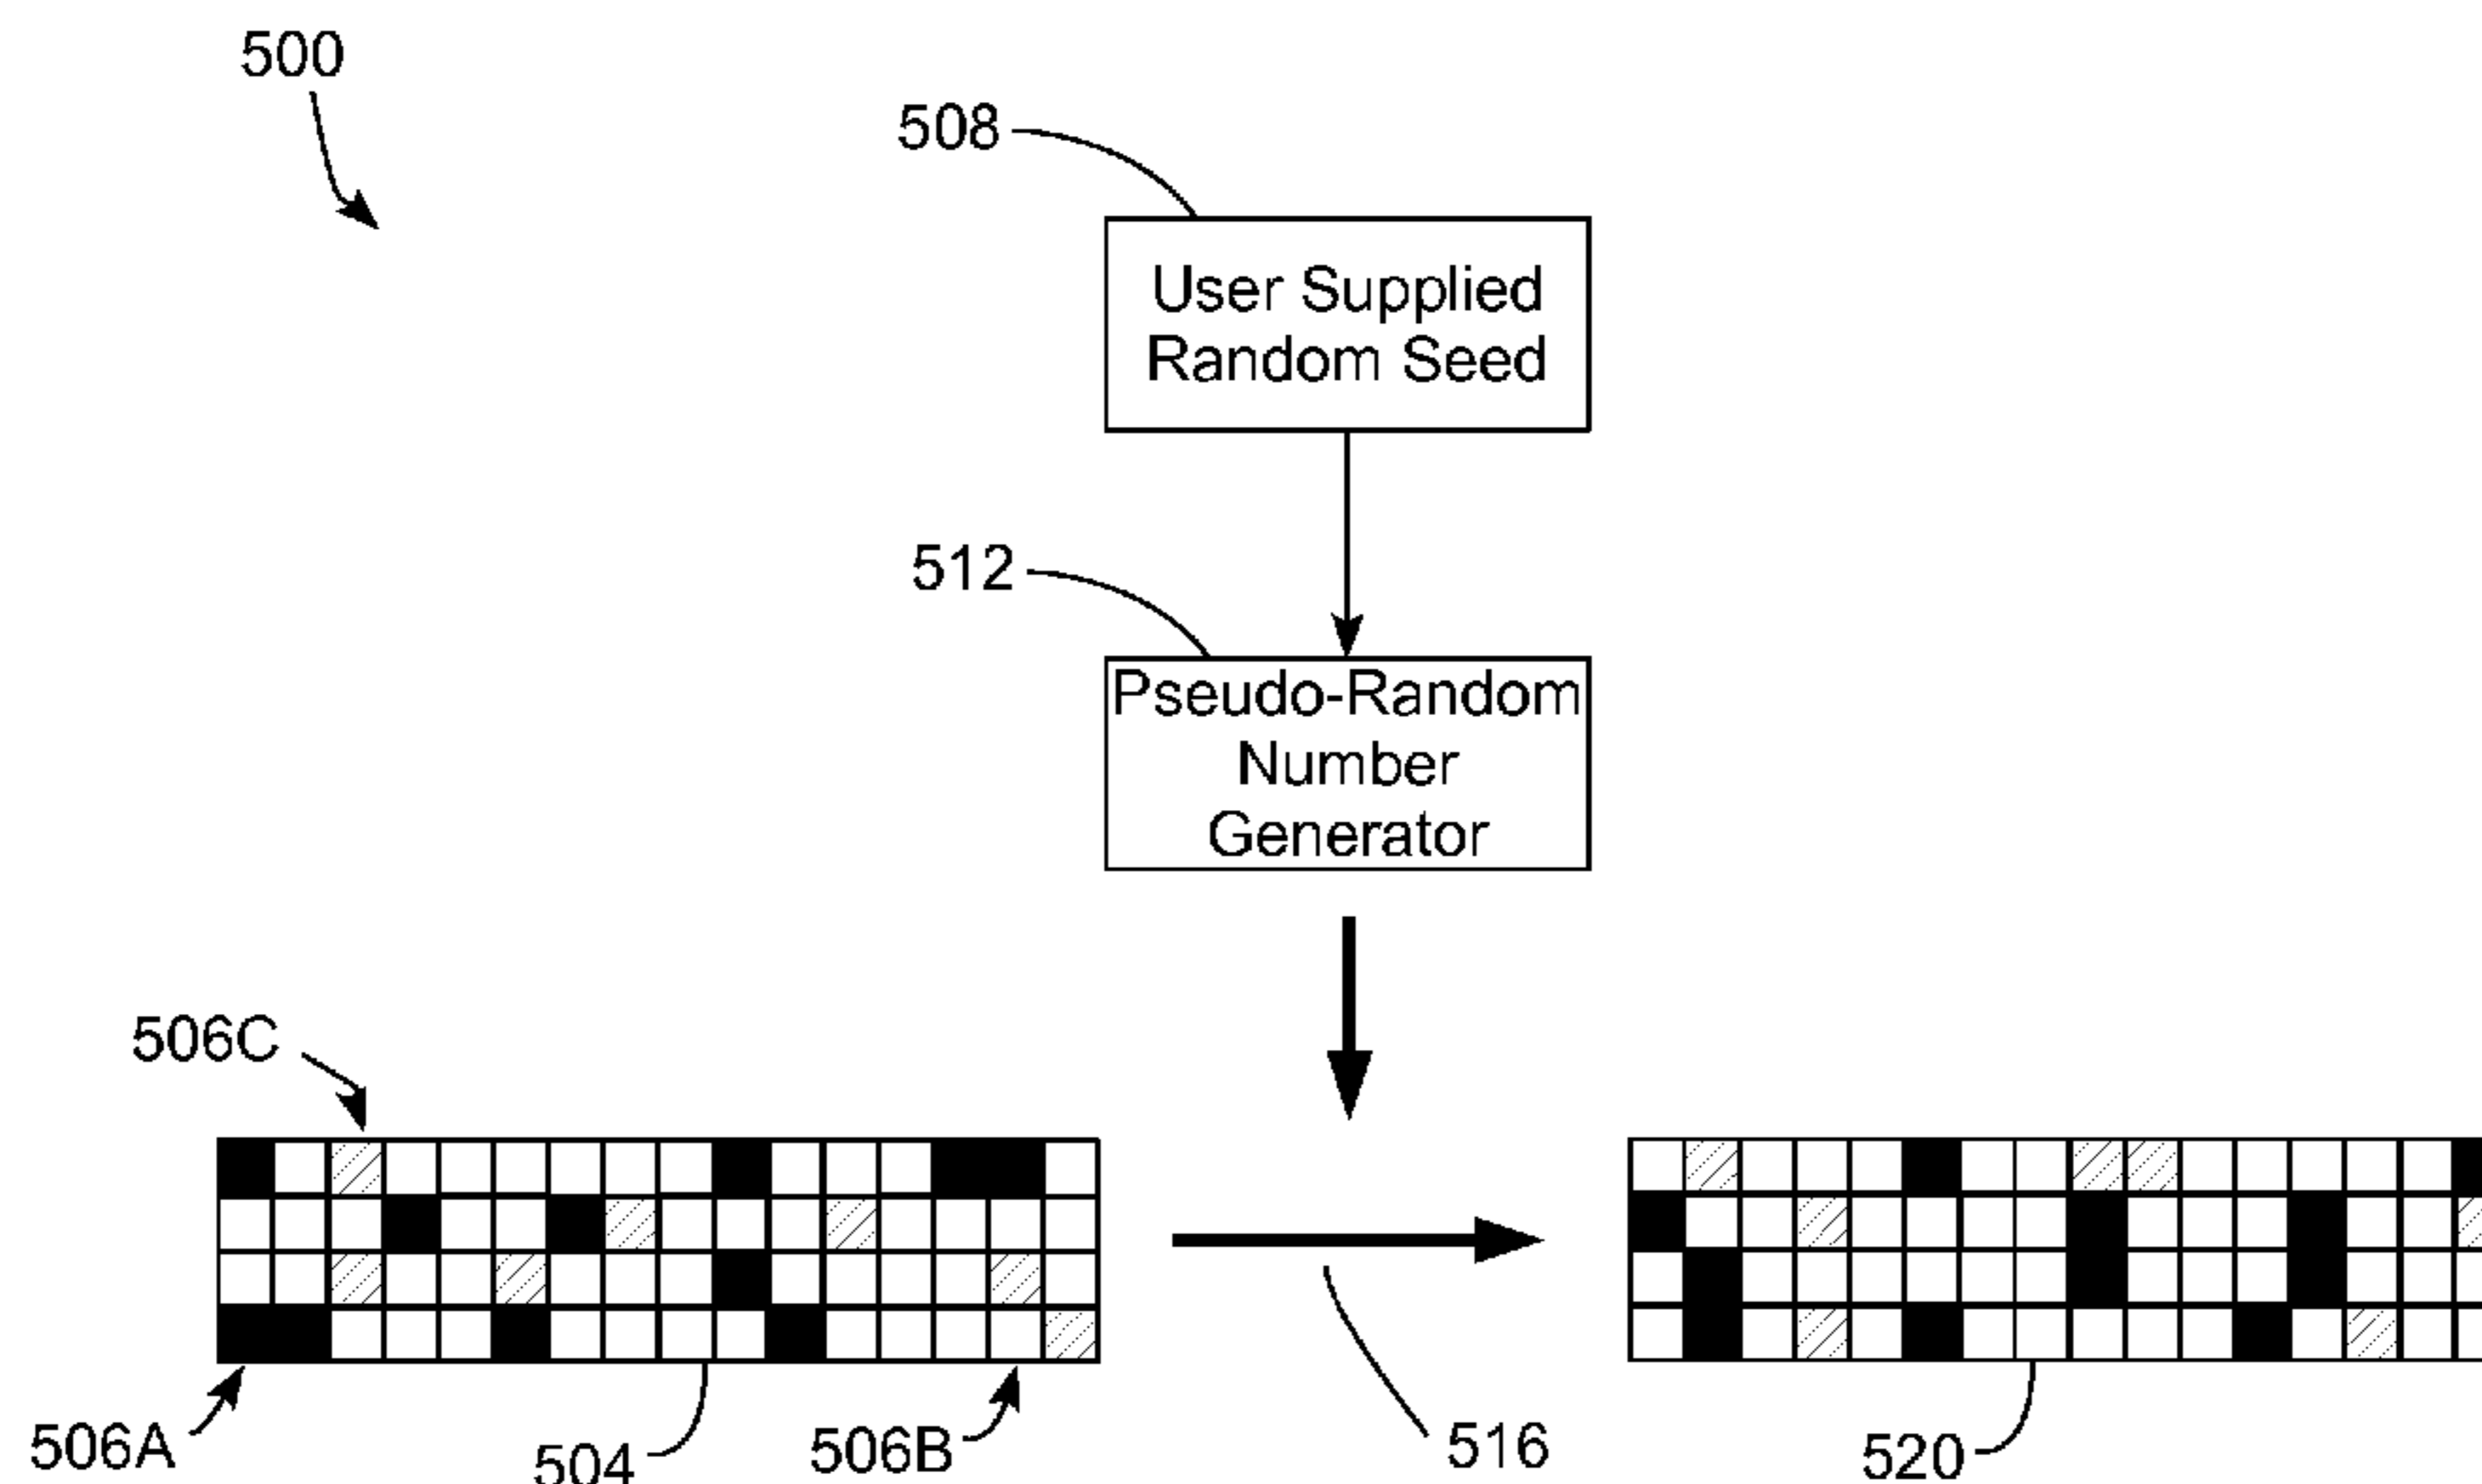 500
508
User Supplied
Random Seed
512
Pseudo-Random
Number
Generator
506C
506A
504
506B
516
520